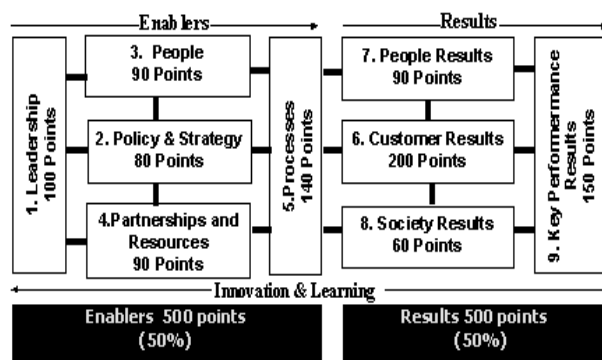 Enablers
Results
1. Leadership
100 Points
3. People
90 Points
2. Policy & Strategy
80 Points
4.Partnerships and
Resources
90 Points
5.Processes
140 Points
7. People Results
90 Points
6. Customer Results
200 Points
8. Society Results
60 Points
9. Key Performermance
Results
150 Points
Innovation & Learning
Enablers 500 points
(50%)
Results 500 points
(50%)